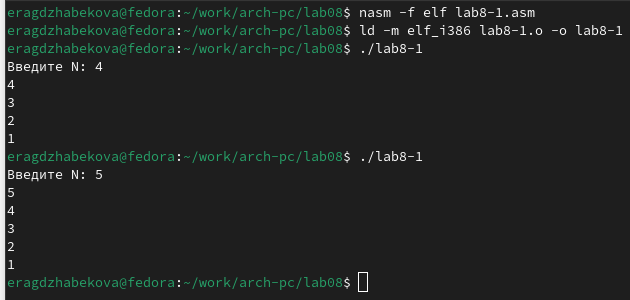 eragdzhabekova@fedora:~/work/arch-pc/lab08$ nasm -f elf lab8-1.asm
eragdzhabekova@fedora:~/work/arch-pc/lab08$ ld -m elf_i386 lab8-1.o -o lab8-1
eragdzhabekova@fedora:~/work/arch-pc/lab08$ ./lab8-1
Введите N: 4
4
3
2
1
eragdzhabekova@fedora:~/work/arch-pc/lab08$ ./lab8-1
Введите N: 5
5
4
3
2
1
eragdzhabekova@fedora:~/work/arch-pc/lab08$